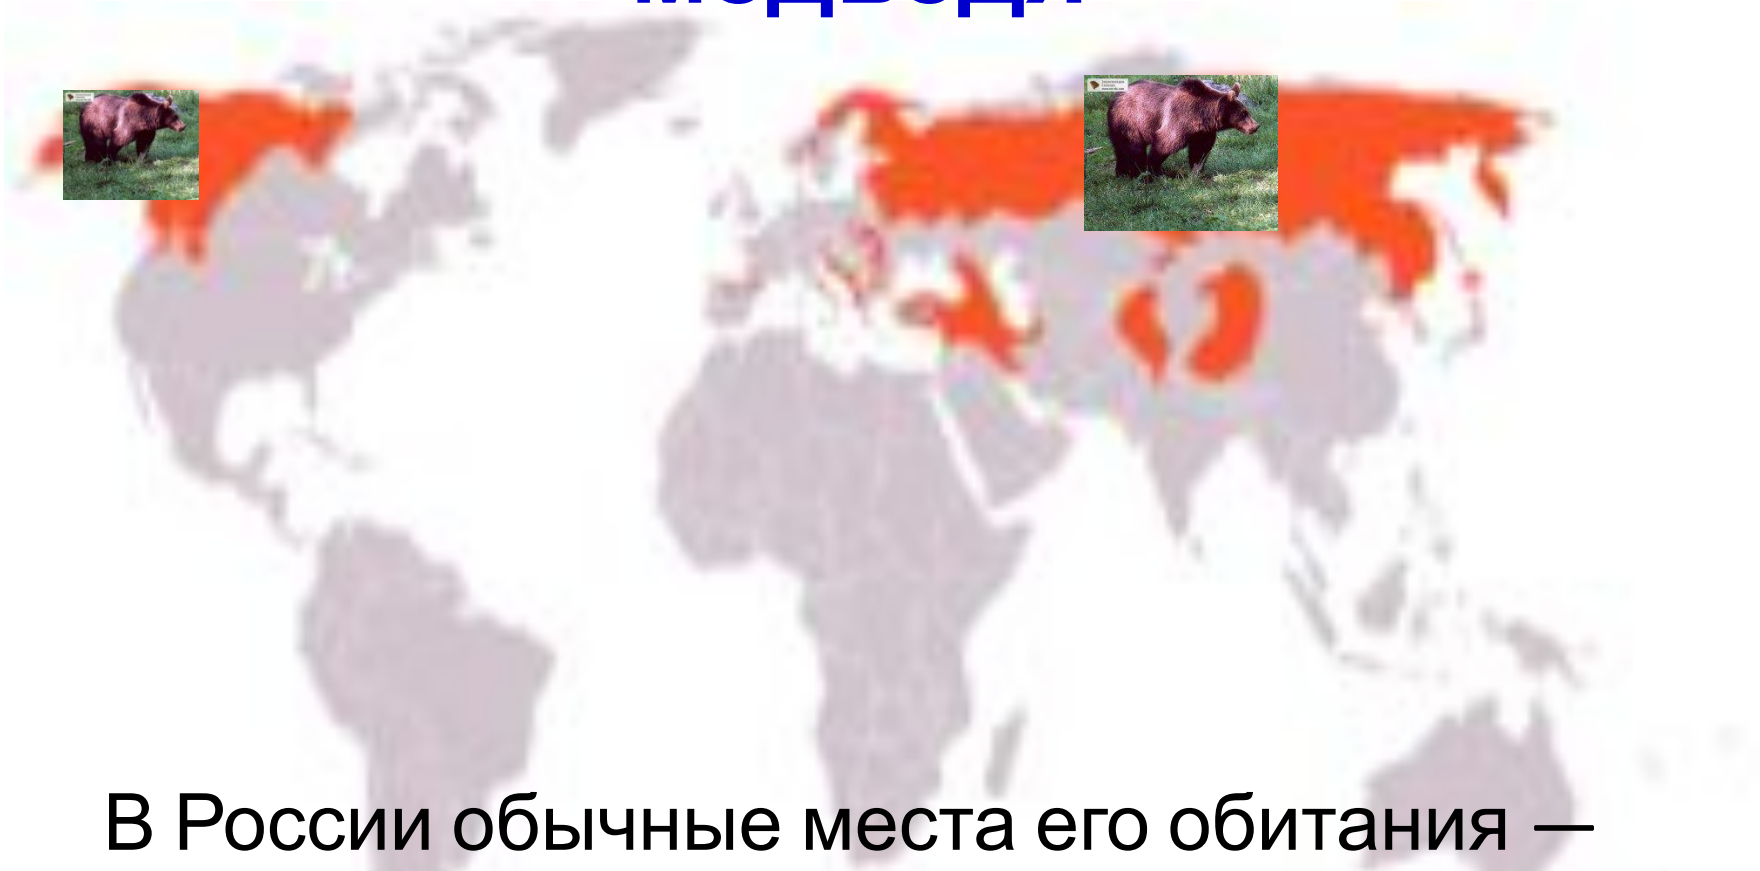 В России обычные места его обитания —